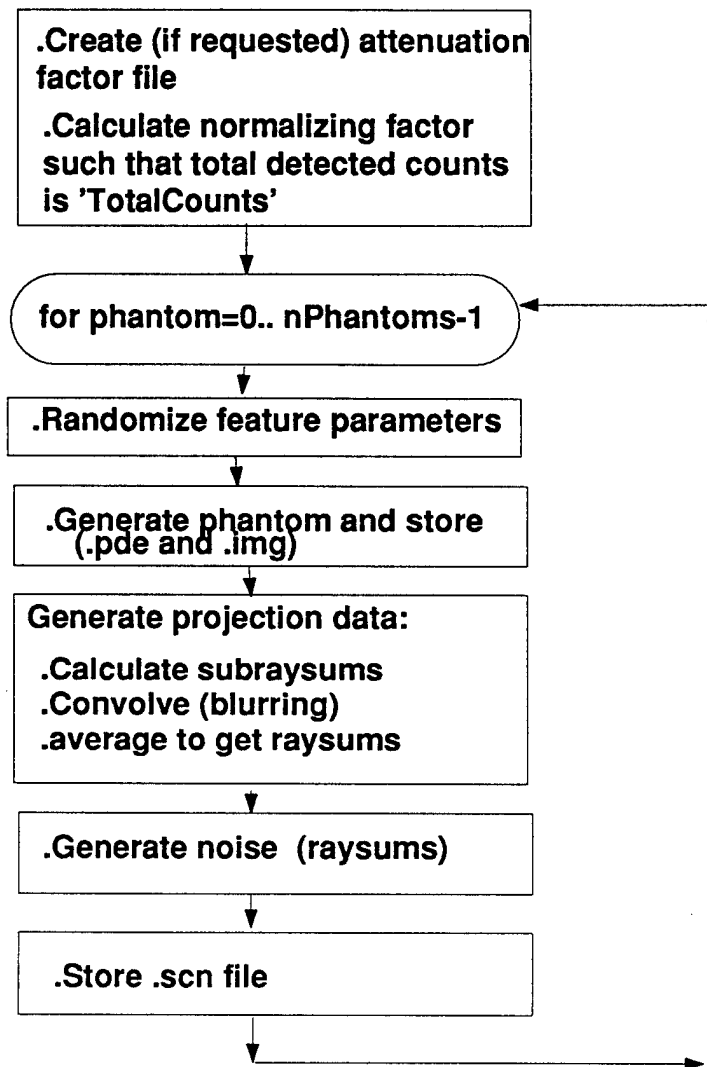 .Create (if requested) attenuation
factor file
.Calculate normalizing factor
such that total detected counts
is 'TotalCounts'
for phantom=0.. nPhantoms-1
.Randomize feature parameters
.Generate phantom and store
(.pde and .img)
Generate projection data:
.Calculate subraysums
.Convolve (blurring)
.average to get raysums
.Generate noise (raysums)
.Store .scn file